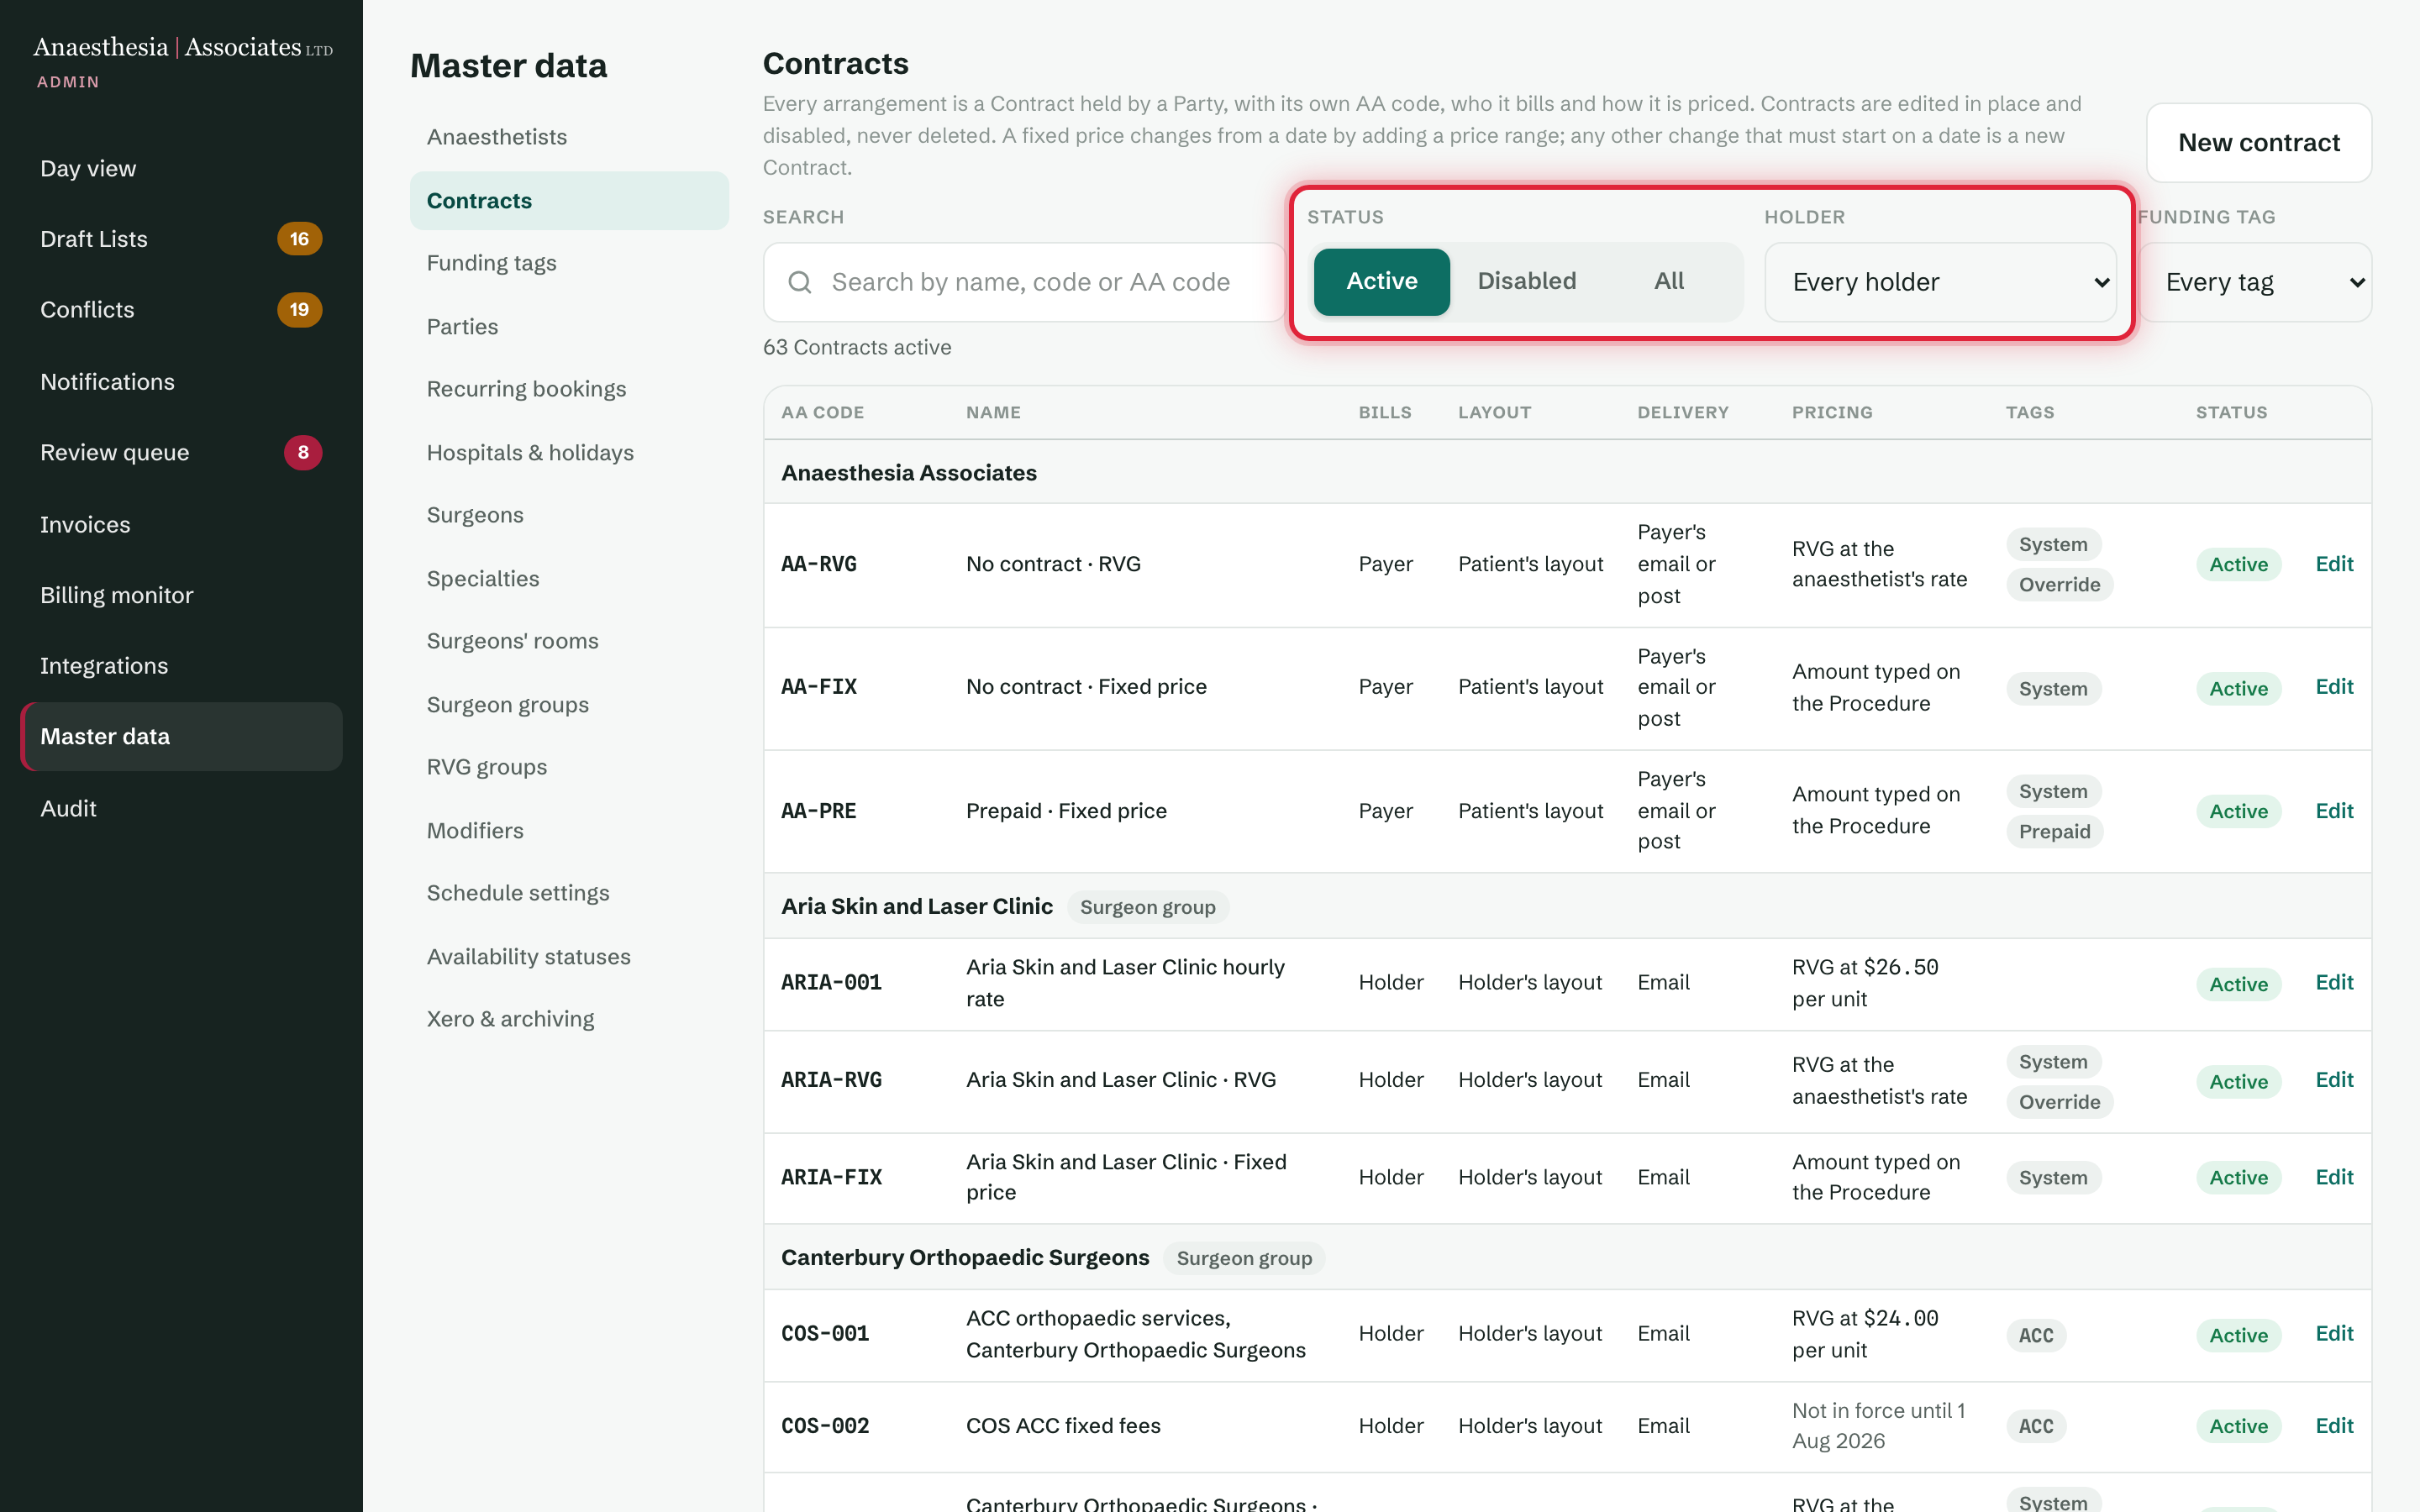 Anaesthesia | Associates LTD
ADMIN
Day view
Draft Lists 16
Conflicts 19
Notifications
Review queue 8
Invoices
Billing monitor
Integrations
Master data
Audit
Master data
Anaesthetists
Contracts
Funding tags
Parties
Recurring bookings
Hospitals & holidays
Surgeons
Specialties
Surgeons' rooms
Surgeon groups
RVG groups
Modifiers
Schedule settings
Availability statuses
Xero & archiving
Contracts
Every arrangement is a Contract held by a Party, with its own AA code, who it bills and how it is priced. Contracts are edited in place and
disabled, never deleted. A fixed price changes from a date by adding a price range; any other change that must start on a date is a new
Contract.
New contract
SEARCH STATUS HOLDER FUNDING TAG
Search by name, code or AA code Active Disabled All Every holder Every tag
63 Contracts active
AA CODE NAME BILLS LAYOUT DELIVERY PRICING TAGS STATUS
Anaesthesia Associates
AA-RVG No contract · RVG Payer Patient's layout Payer's email or post RVG at the anaesthetist's rate System Override Active Edit
AA-FIX No contract · Fixed price Payer Patient's layout Payer's email or post Amount typed on the Procedure System Active Edit
AA-PRE Prepaid · Fixed price Payer Patient's layout Payer's email or post Amount typed on the Procedure System Prepaid Active Edit
Aria Skin and Laser Clinic Surgeon group
ARIA-001 Aria Skin and Laser Clinic hourly rate Holder Holder's layout Email RVG at $26.50 per unit Active Edit
ARIA-RVG Aria Skin and Laser Clinic · RVG Holder Holder's layout Email RVG at the anaesthetist's rate System Override Active Edit
ARIA-FIX Aria Skin and Laser Clinic · Fixed price Holder Holder's layout Email Amount typed on the Procedure System Active Edit
Canterbury Orthopaedic Surgeons Surgeon group
COS-001 ACC orthopaedic services, Canterbury Orthopaedic Surgeons Holder Holder's layout Email RVG at $24.00 per unit ACC Active Edit
COS-002 COS ACC fixed fees Holder Holder's layout Email Not in force until 1 Aug 2026 ACC Active Edit
Canterbury Orthopaedic Surgeons · RVG at the System